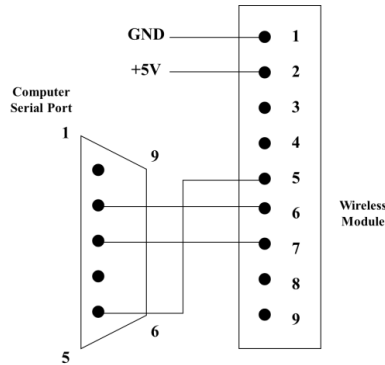 GND
+5V
Computer
Serial Port
1
9
6
5
1
2
3
4
5
6
7
8
9
Wireless
Module